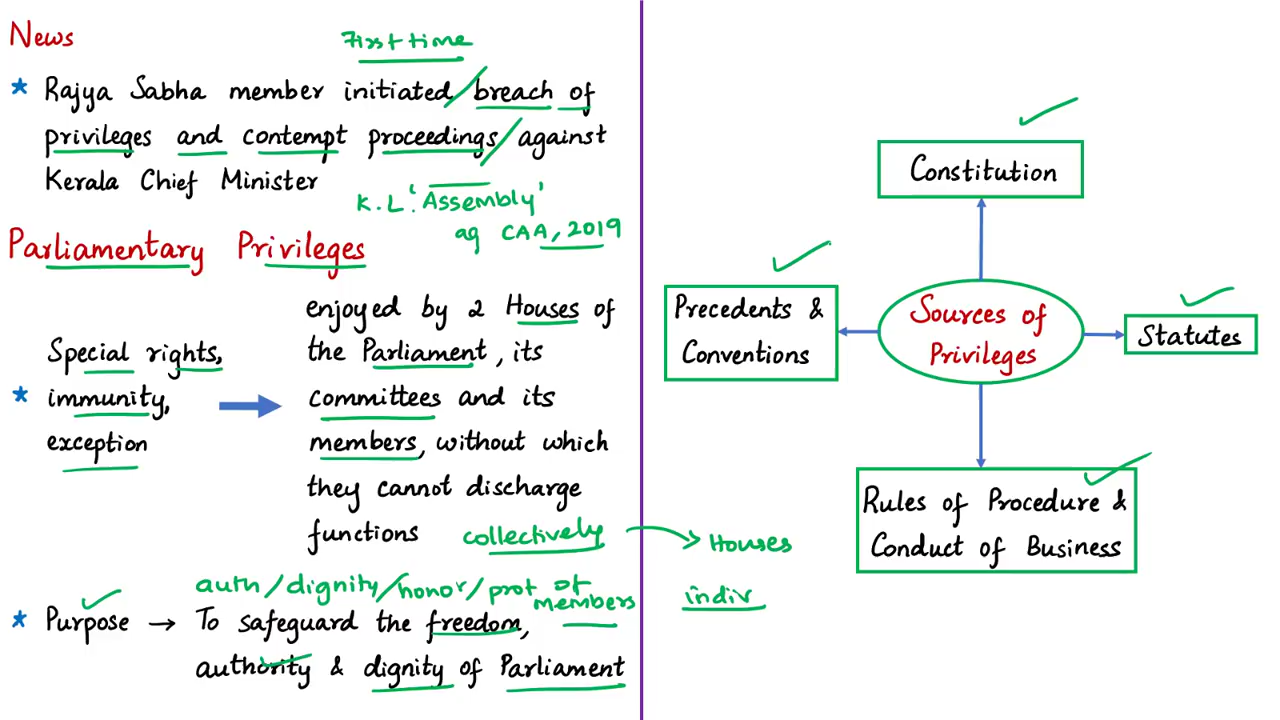 News
First time
* Rajya Sabha member initiated / breach of
privileges and contempt proceedings / against
Kerala Chief Minister
K.L. 'Assembly'
ag CAA, 2019
Parliamentary Privileges
* Special rights,
immunity,
exception
enjoyed by 2 Houses of
the Parliament, its
committees and its
members, without which
they cannot discharge
functions
collectively
Houses
indiv
auth/dignity/honor/prot of
members
* Purpose → To safeguard the freedom,
authority & dignity of Parliament
Constitution
Precedents &
Conventions
Sources of
Privileges
Statutes
Rules of Procedure &
Conduct of Business